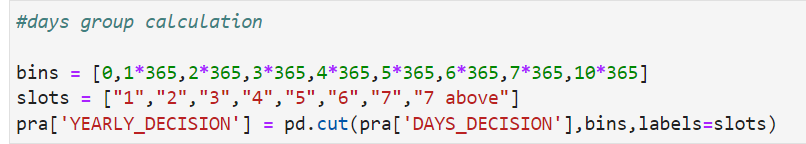 #days group calculation
bins = [0,1*365,2*365,3*365,4*365,5*365,6*365,7*365,10*365]
slots = ["1","2","3","4","5","6","7","7 above"]
pra['YEARLY_DECISION'] = pd.cut(pra['DAYS_DECISION'],bins,labels=slots)